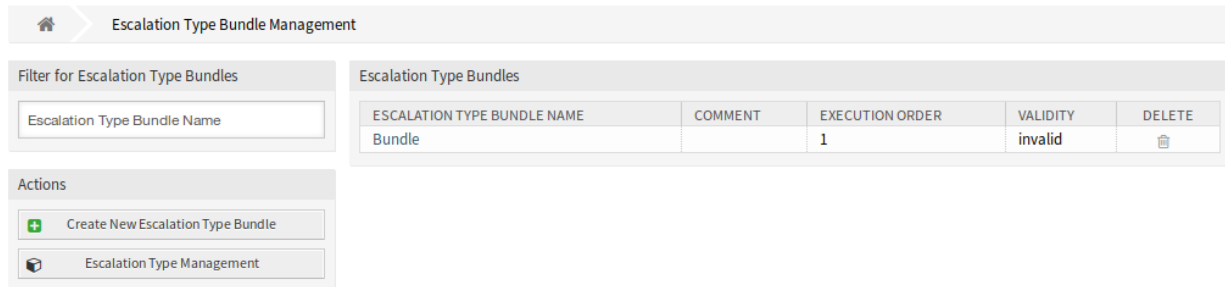 Escalation Type Bundle Management
Filter for Escalation Type Bundles
Escalation Type Bundle Name
Actions
Create New Escalation Type Bundle
Escalation Type Management
Escalation Type Bundles
ESCALATION TYPE BUNDLE NAME COMMENT EXECUTION ORDER VALIDITY DELETE
Bundle 1 invalid